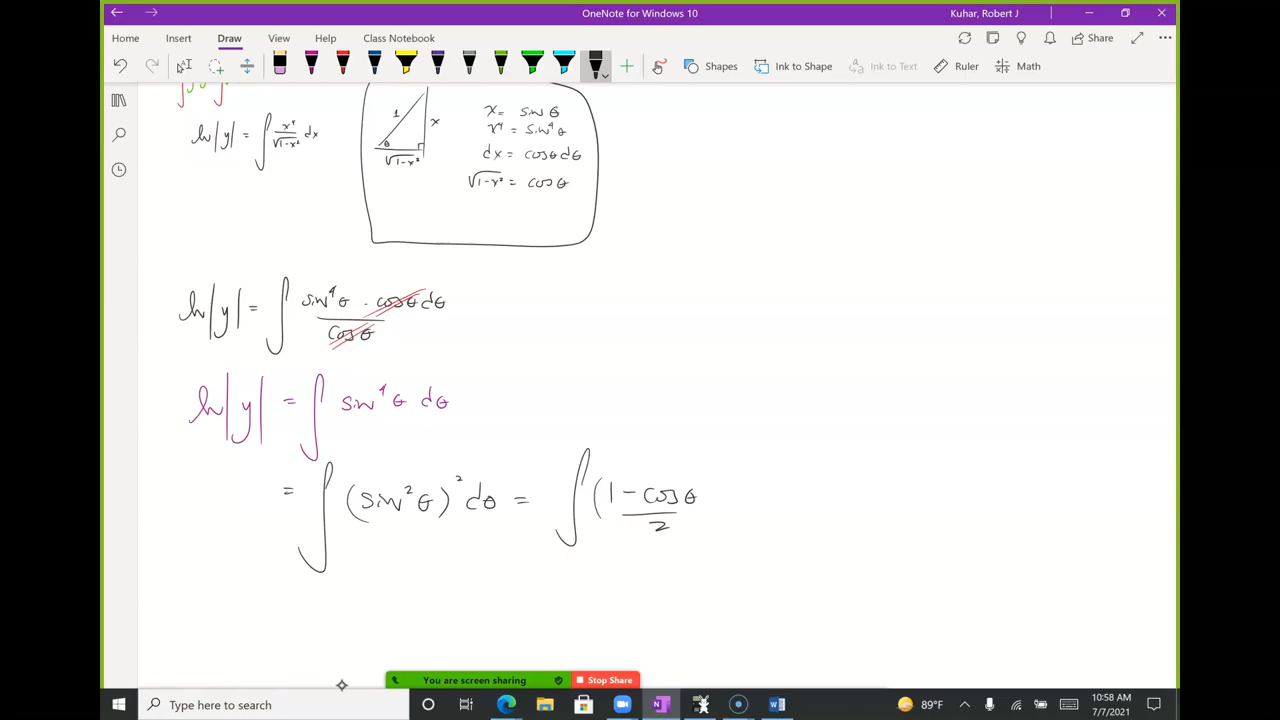 OneNote for Windows 10
Kuhar, Robert J
Home Insert Draw View Help Class Notebook
Share
Shapes Ink to Shape Ink to Text Ruler Math
ln|y| = ∫ x⁴/√1-x² dx
1
x
θ
√1-x²
x = sin θ
x⁴ = sin⁴θ
dx = cosθ dθ
√1-x² = cosθ
ln|y| = ∫ sin⁴θ · cosθ dθ
cosθ
ln|y| = ∫ sin⁴θ dθ
= ∫ (sin²θ)² dθ = ∫ (1 - cosθ
2
You are screen sharing Stop Share
Type here to search
89°F
10:58 AM
7/7/2021